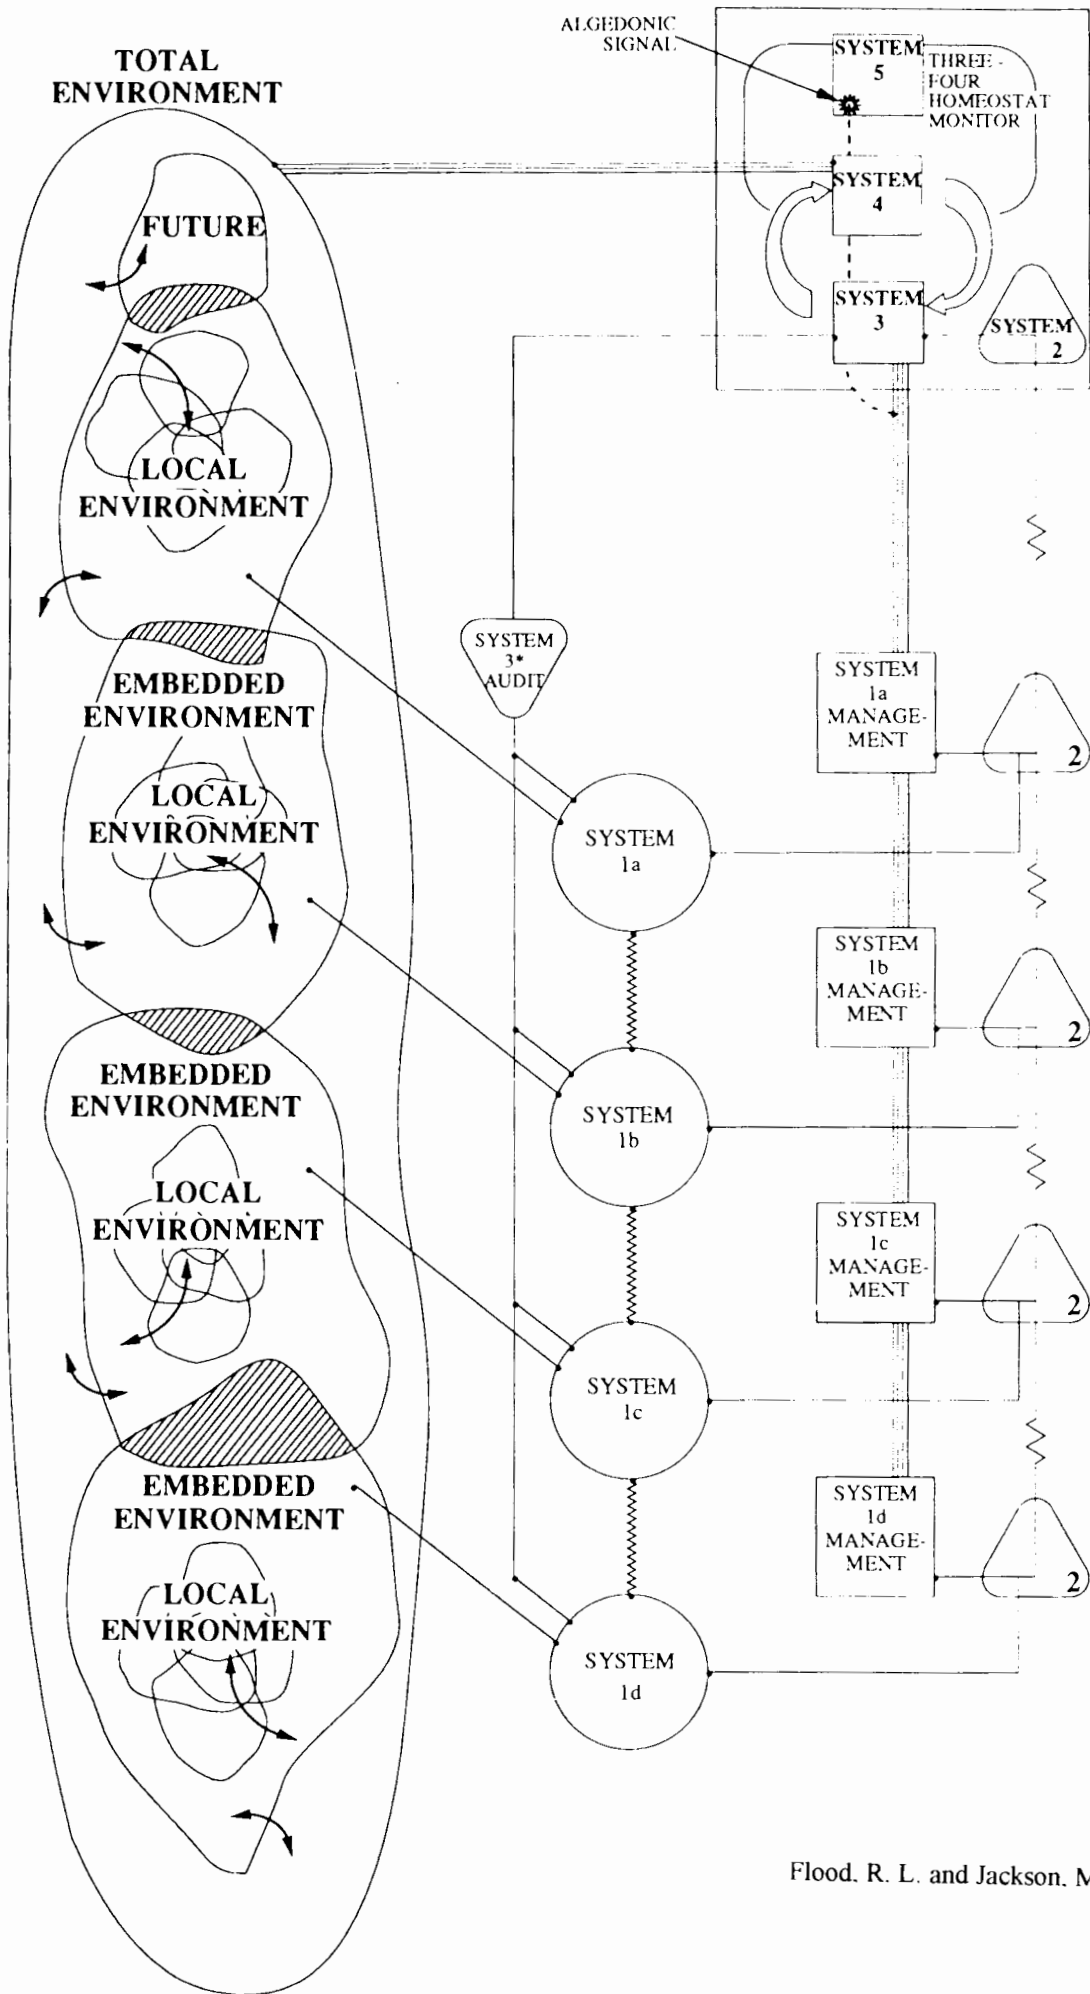 ALGEDONIC
SIGNAL
SYSTEM
5
THREE -
FOUR
HOMEOSTAT
MONITOR
TOTAL
ENVIRONMENT
SYSTEM
4
FUTURE
SYSTEM
3
SYSTEM
2
LOCAL
ENVIRONMENT
SYSTEM
3*
AUDIT
SYSTEM
1a
MANAGE-
MENT
2
EMBEDDED
ENVIRONMENT
LOCAL
ENVIRONMENT
SYSTEM
1a
SYSTEM
1b
MANAGE-
MENT
2
EMBEDDED
ENVIRONMENT
SYSTEM
1b
LOCAL
ENVIRONMENT
SYSTEM
1c
MANAGE-
MENT
2
SYSTEM
1c
EMBEDDED
ENVIRONMENT
SYSTEM
1d
MANAGE-
MENT
2
LOCAL
ENVIRONMENT
SYSTEM
1d
Flood, R. L. and Jackson, M